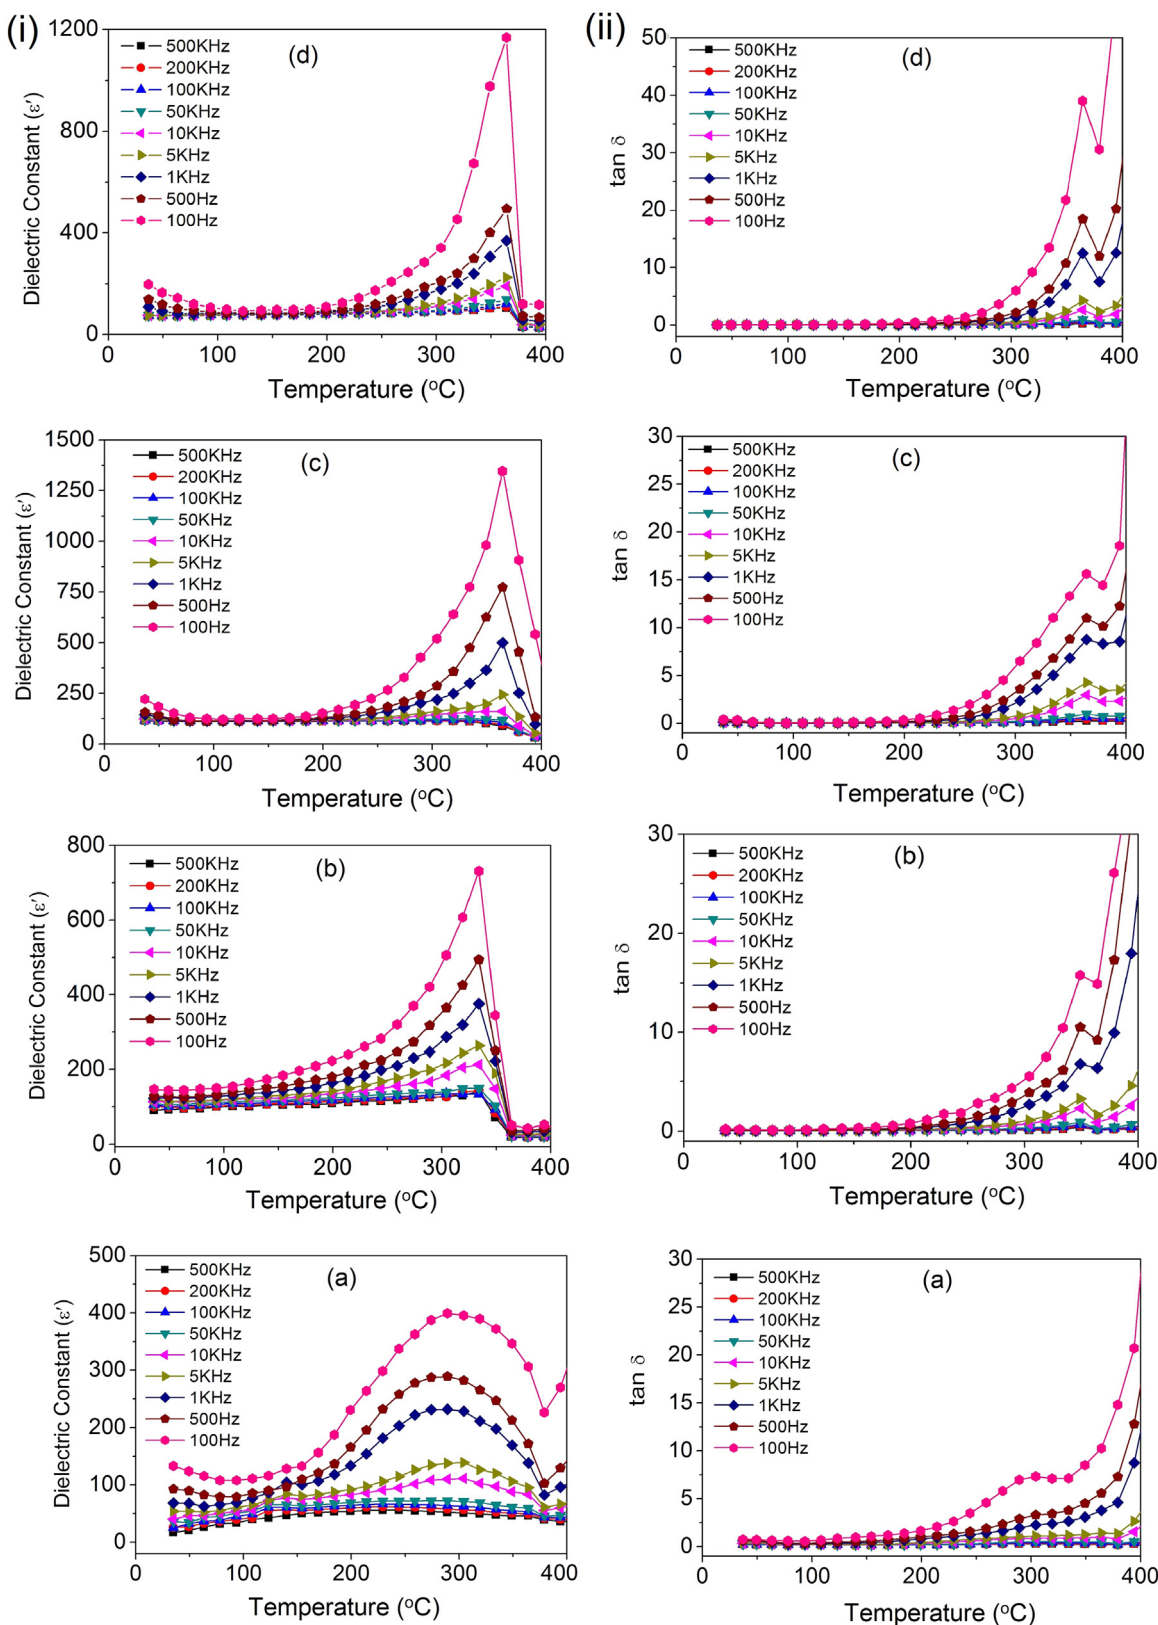 (i)
1200
800
400
0
Dielectric Constant (ε′)
500KHz
200KHz
100KHz
50KHz
10KHz
5KHz
1KHz
500Hz
100Hz
(d)
0 100 200 300 400
Temperature (°C)
(ii)
50
40
30
20
10
0
tan δ
500KHz
200KHz
100KHz
50KHz
10KHz
5KHz
1KHz
500Hz
100Hz
(d)
0 100 200 300 400
Temperature (°C)
1500
1250
1000
750
500
250
0
Dielectric Constant (ε′)
500KHz
200KHz
100KHz
50KHz
10KHz
5KHz
1KHz
500Hz
100Hz
(c)
0 100 200 300 400
Temperature (°C)
30
25
20
15
10
5
0
tan δ
500KHz
200KHz
100KHz
50KHz
10KHz
5KHz
1KHz
500Hz
100Hz
(c)
0 100 200 300 400
Temperature (°C)
800
600
400
200
0
Dielectric Constant (ε′)
500KHz
200KHz
100KHz
50KHz
10KHz
5KHz
1KHz
500Hz
100Hz
(b)
0 100 200 300 400
Temperature (°C)
30
20
10
0
tan δ
500KHz
200KHz
100KHz
50KHz
10KHz
5KHz
1KHz
500Hz
100Hz
(b)
0 100 200 300 400
Temperature (°C)
500
400
300
200
100
0
Dielectric Constant (ε′)
500KHz
200KHz
100KHz
50KHz
10KHz
5KHz
1KHz
500Hz
100Hz
(a)
0 100 200 300 400
Temperature (°C)
30
25
20
15
10
5
0
tan δ
500KHz
200KHz
100KHz
50KHz
10KHz
5KHz
1KHz
500Hz
100Hz
(a)
0 100 200 300 400
Temperature (°C)